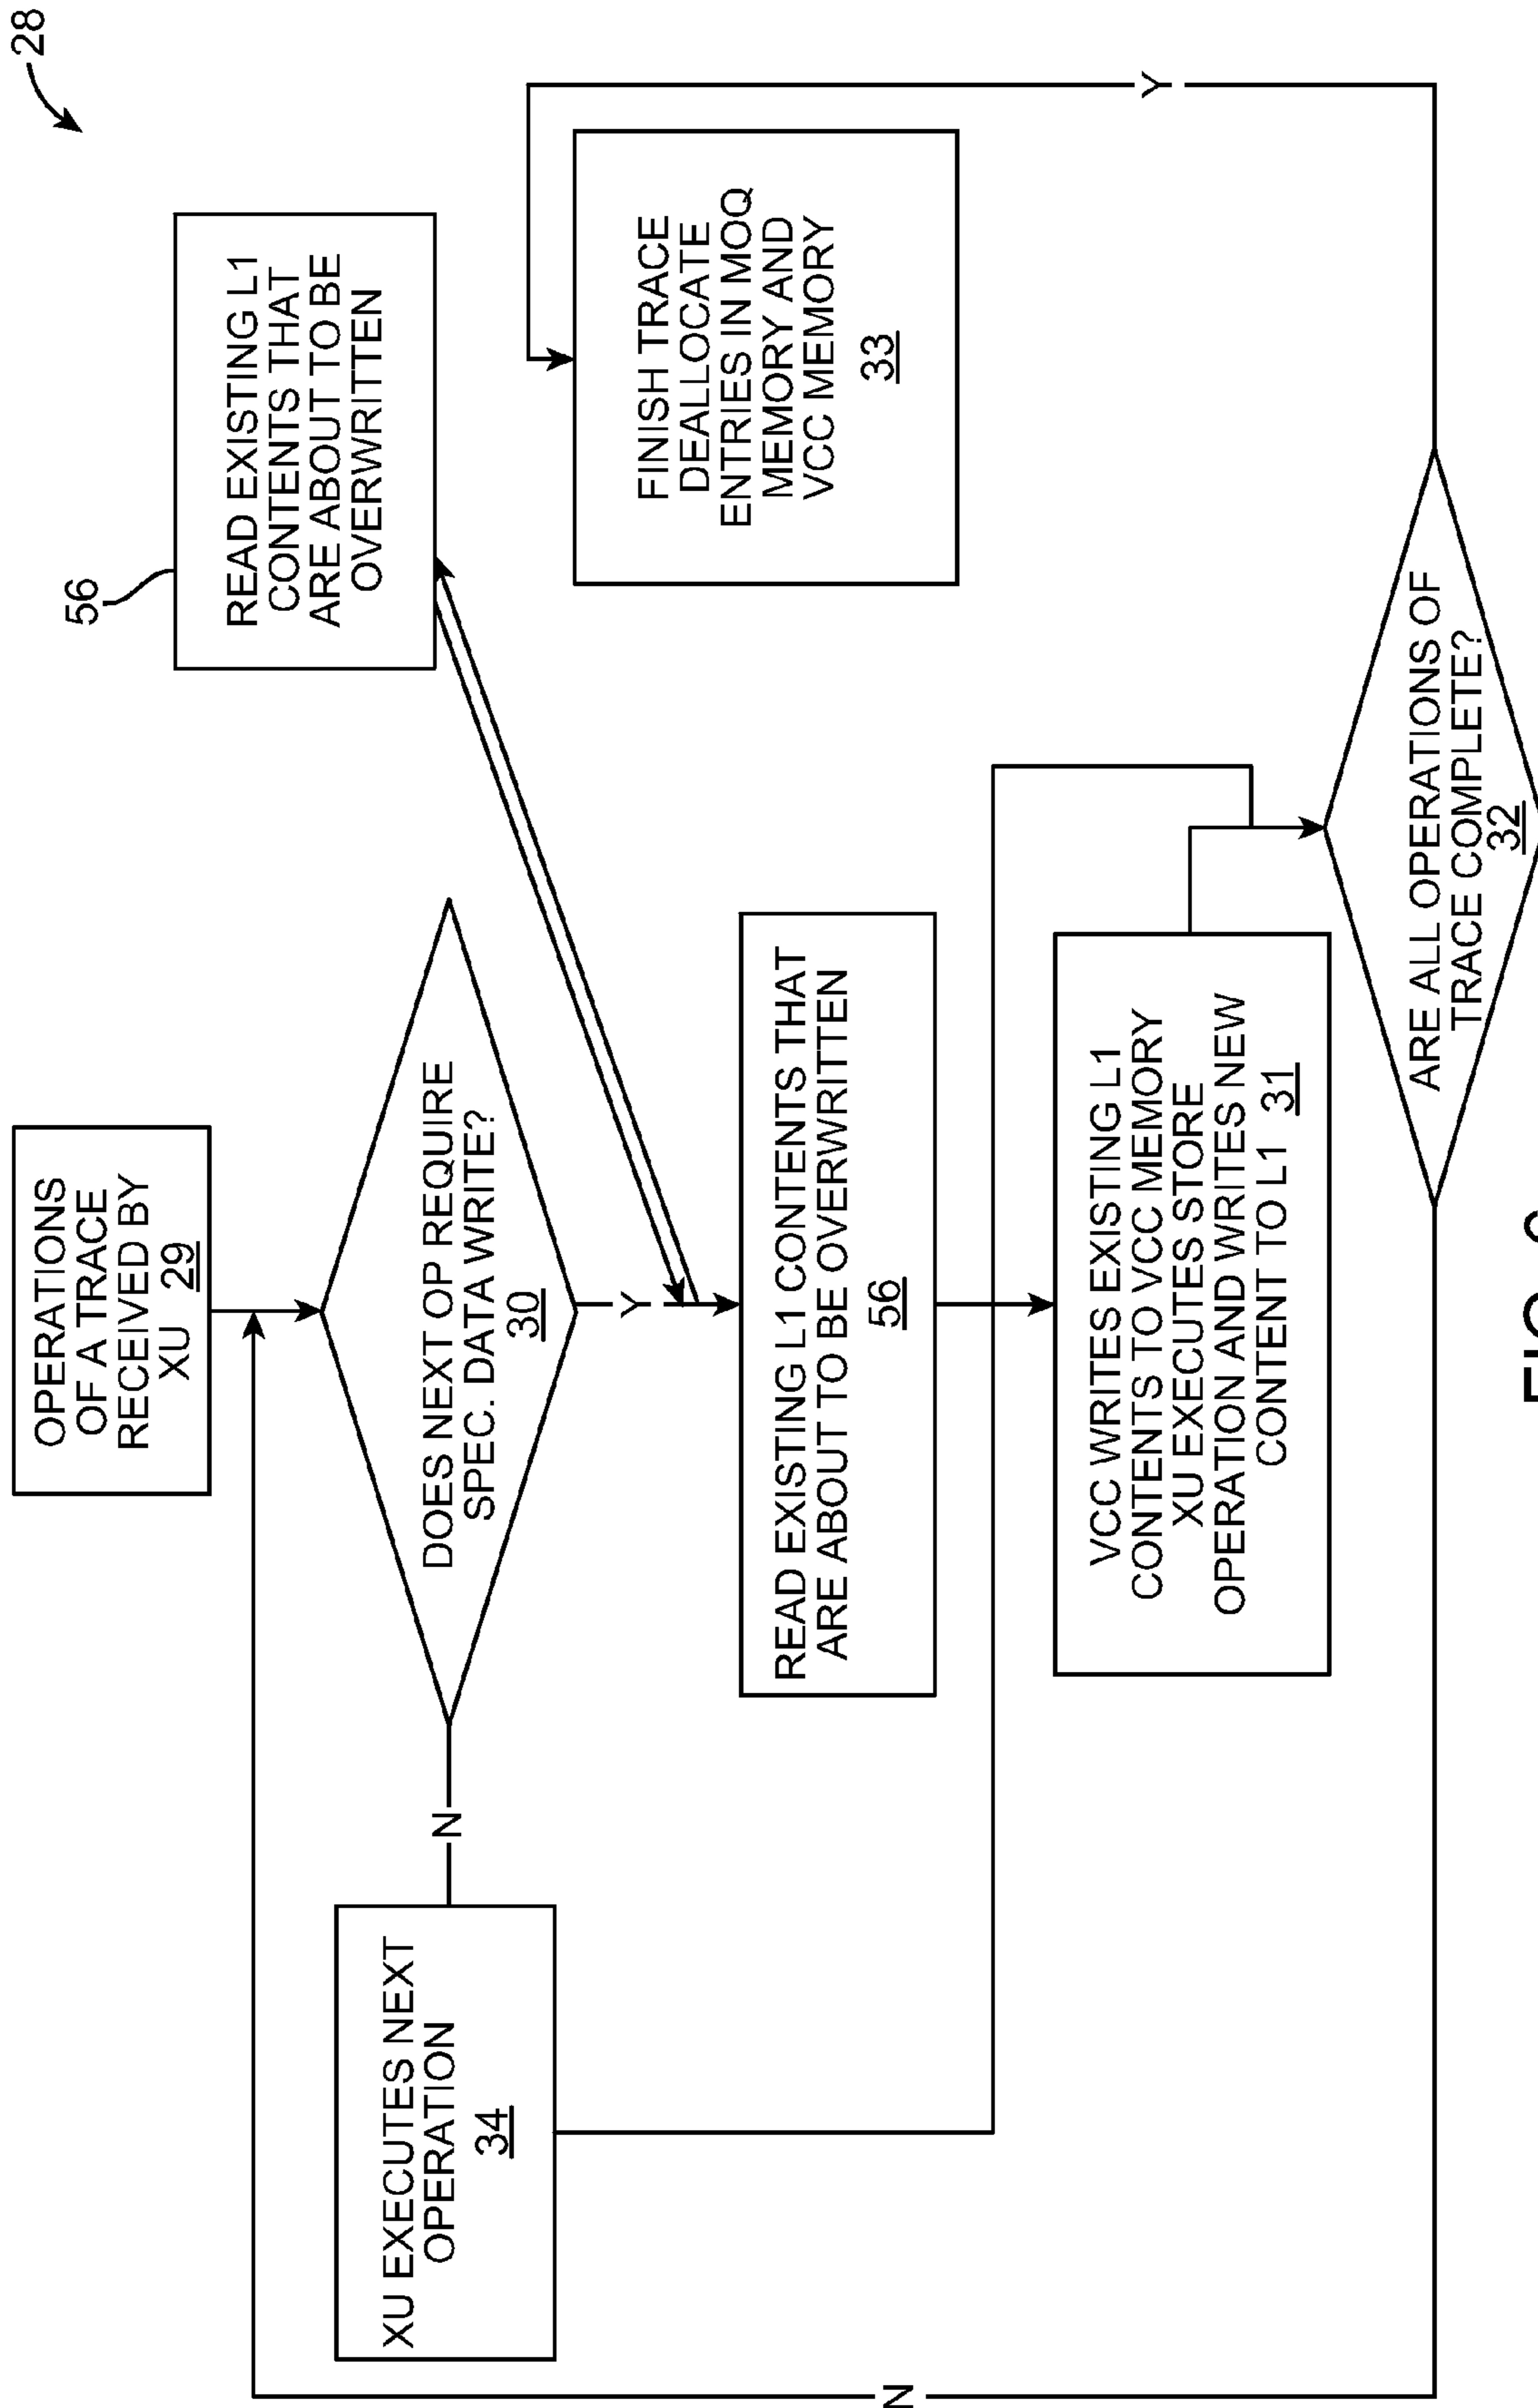 28
OPERATIONS
OF A TRACE
RECEIVED BY
XU 29
56
READ EXISTING L1
CONTENTS THAT
ARE ABOUT TO BE
OVERWRITTEN
DOES NEXT OP REQUIRE
SPEC. DATA WRITE?
30
N
Y
XU EXECUTES NEXT
OPERATION
34
FINISH TRACE
DEALLOCATE
ENTRIES IN MOQ
MEMORY AND
VCC MEMORY
33
READ EXISTING L1 CONTENTS THAT
ARE ABOUT TO BE OVERWRITTEN
56
VCC WRITES EXISTING L1
CONTENTS TO VCC MEMORY
XU EXECUTES STORE
OPERATION AND WRITES NEW
CONTENT TO L1 31
Y
ARE ALL OPERATIONS OF
TRACE COMPLETE?
32
N